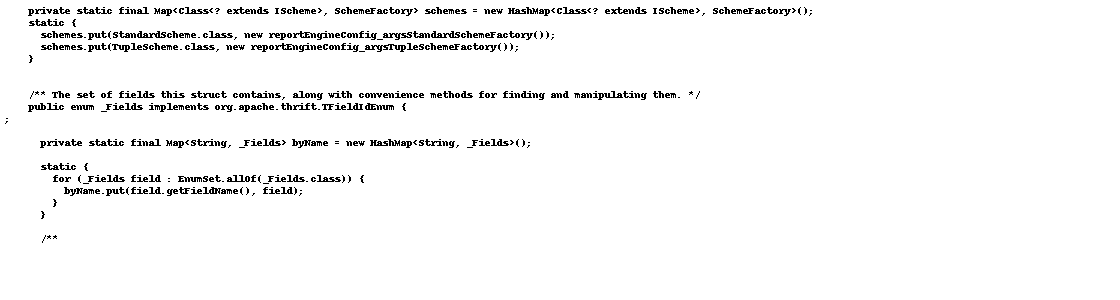 private static final Map<Class<? extends IScheme>, SchemeFactory> schemes = new HashMap<Class<? extends IScheme>, SchemeFactory>();
    static {
      schemes.put(StandardScheme.class, new reportEngineConfig_argsStandardSchemeFactory());
      schemes.put(TupleScheme.class, new reportEngineConfig_argsTupleSchemeFactory());
    }
    /** The set of fields this struct contains, along with convenience methods for finding and manipulating them. */
    public enum _Fields implements org.apache.thrift.TFieldIdEnum {
;
      private static final Map<String, _Fields> byName = new HashMap<String, _Fields>();
      static {
        for (_Fields field : EnumSet.allOf(_Fields.class)) {
          byName.put(field.getFieldName(), field);
        }
      }
      /**